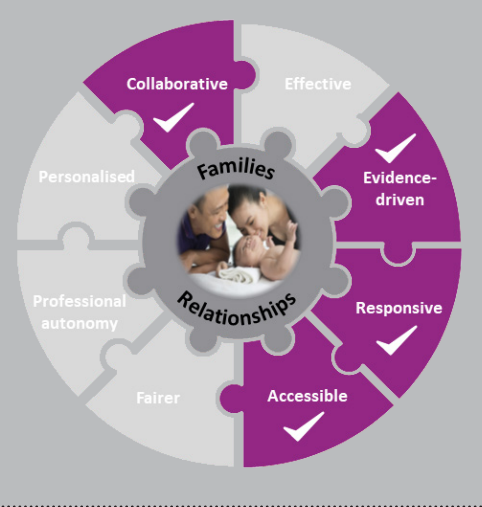 Collaborative
Effective
Personalised
Families
Evidence-
driven
Professional
autonomy
Relationships
Responsive
Fairer
Accessible